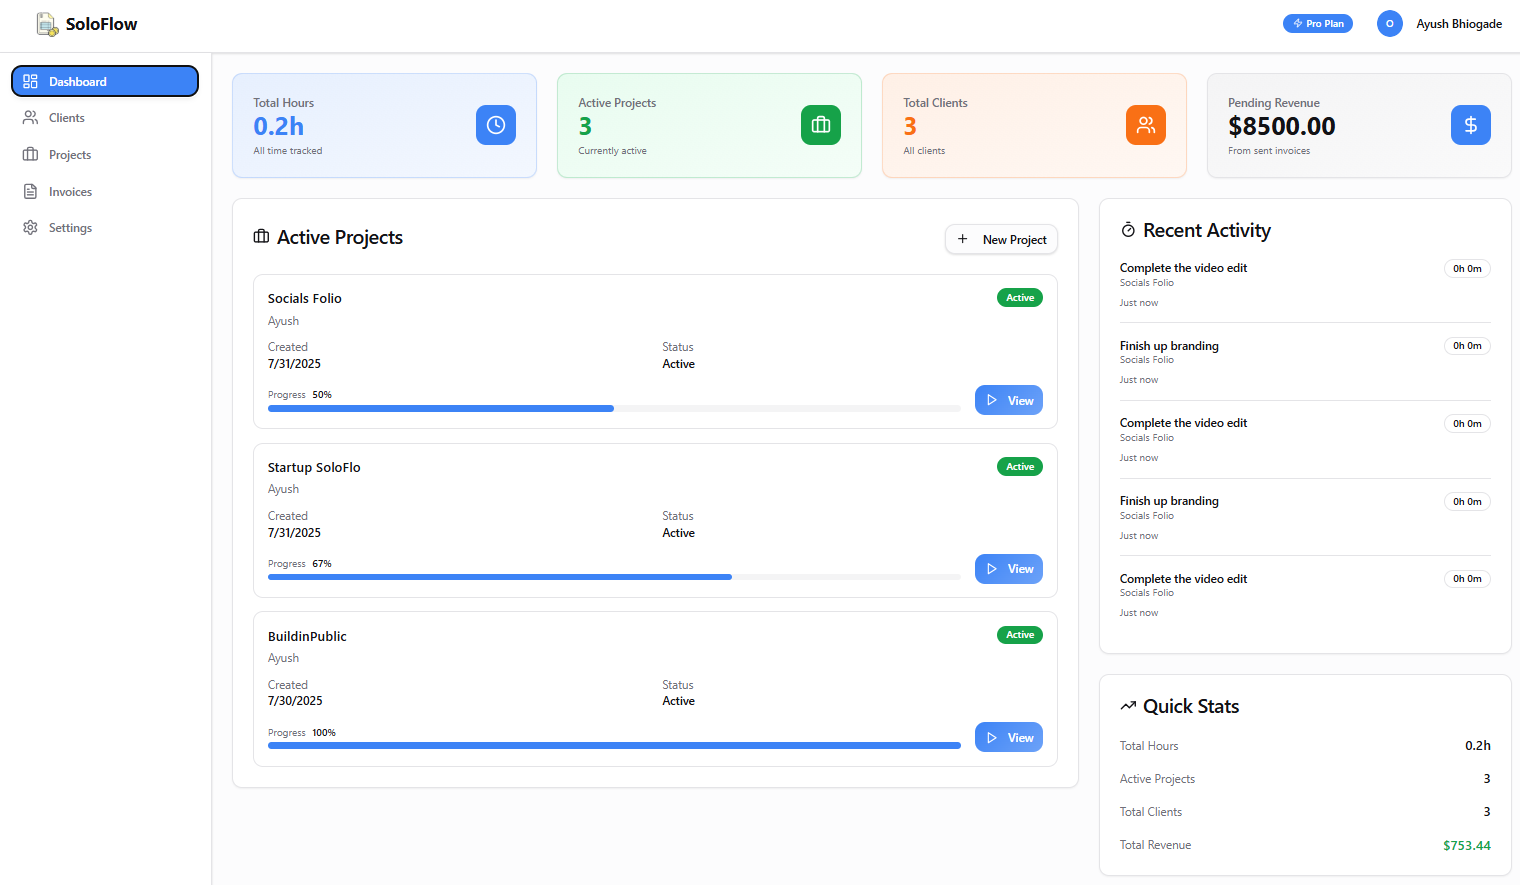 SoloFlow
Pro Plan
O
Ayush Bhiogade
Dashboard
Clients
Projects
Invoices
Settings
Total Hours
0.2h
All time tracked
Active Projects
3
Currently active
Total Clients
3
All clients
Pending Revenue
$8500.00
From sent invoices
Active Projects
New Project
Socials Folio
Active
Ayush
Created
Status
7/31/2025
Active
Progress 50%
View
Startup SoloFlo
Active
Ayush
Created
Status
7/31/2025
Active
Progress 67%
View
BuildinPublic
Active
Ayush
Created
Status
7/30/2025
Active
Progress 100%
View
Recent Activity
Complete the video edit
0h 0m
Socials Folio
Just now
Finish up branding
0h 0m
Socials Folio
Just now
Complete the video edit
0h 0m
Socials Folio
Just now
Finish up branding
0h 0m
Socials Folio
Just now
Complete the video edit
0h 0m
Socials Folio
Just now
Quick Stats
Total Hours 0.2h
Active Projects 3
Total Clients 3
Total Revenue $753.44